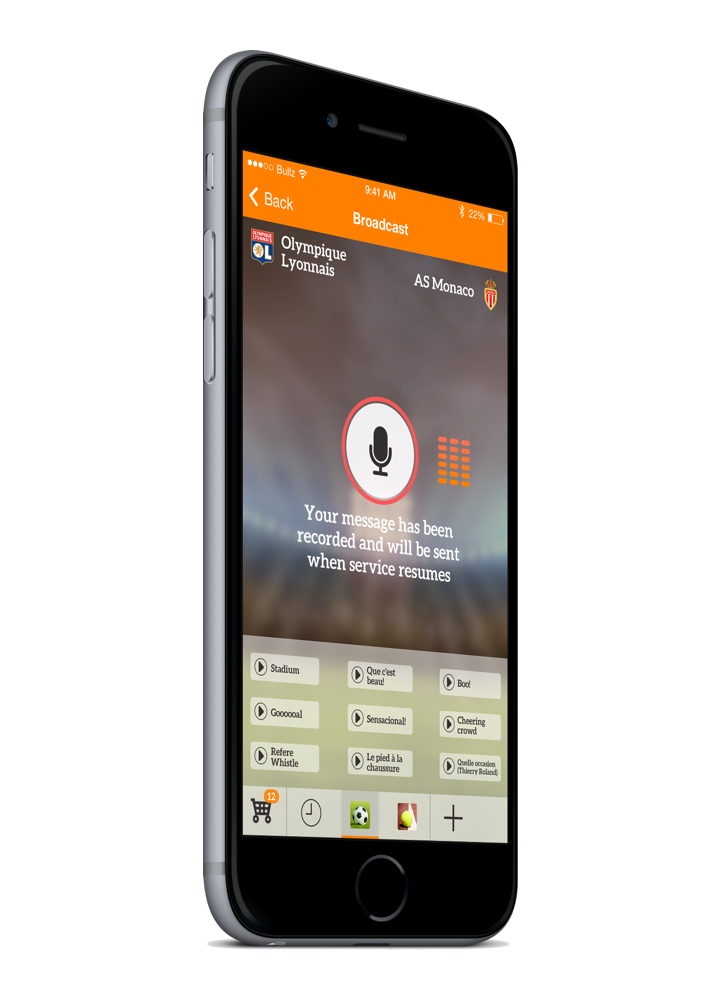 Bullz
9:41 AM
22%
Back
Broadcast
OLYMPIQUE
LYONNAIS
OL
Olympique
Lyonnais
AS Monaco
Your message has been
recorded and will be sent
when service resumes
Stadium
Que c'est
beau!
Boo!
Goooooal
Sensacional!
Cheering
crowd
Refere
Whistle
Le pied à la
chaussure
Quelle occasion
(Thierry Roland)
12